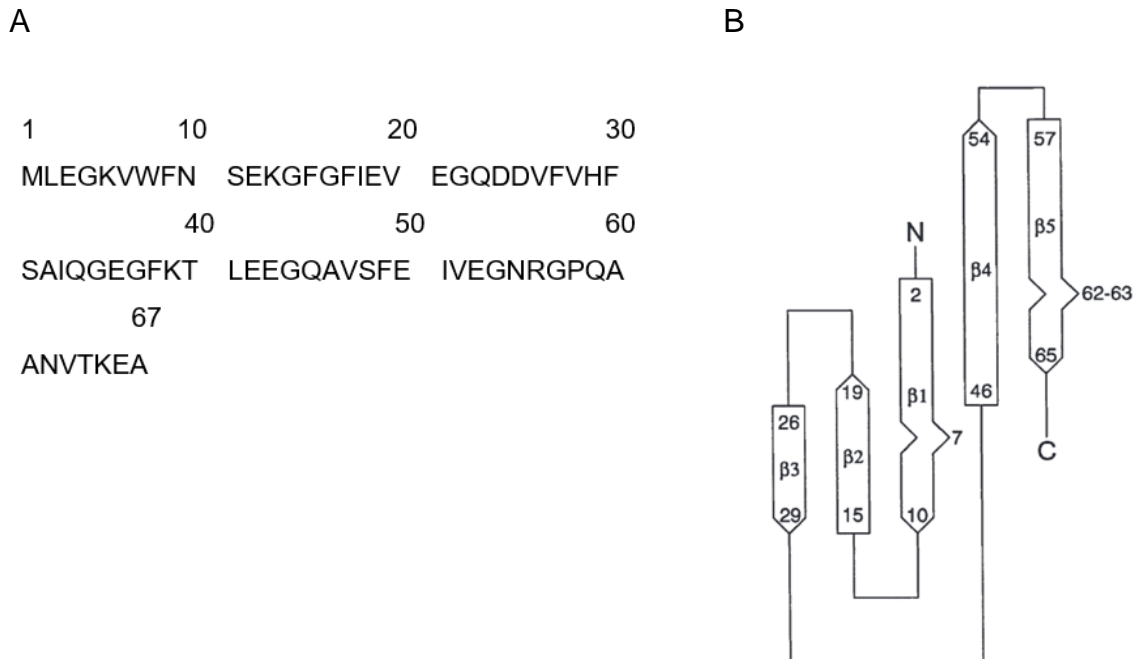 A
1 10 20 30
MLEGKVWFN SEKGFGFIEV EGQDDVFVHF
40 50 60
SAIQGEGFKT LEEGQAVSFE IVEGNRGPQA
67
ANVTKEA
B
54 57
β5
N
β4
2 62-63
65
19 46
26 β1
7 C
β2
β3
29 15 10